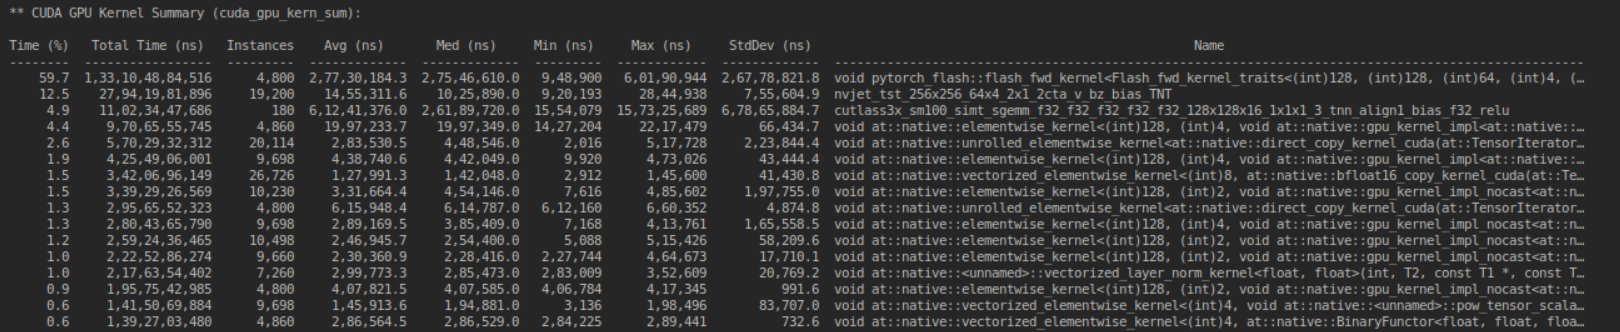 ** CUDA GPU Kernel Summary (cuda_gpu_kern_sum):
Time (%) Total Time (ns) Instances Avg (ns) Med (ns) Min (ns) Max (ns) StdDev (ns) Name
-------- ---------------- --------- -------------- -------------- ----------- ------------- -------------- ----------------------------------------------------------------------------------------------------
59.7 1,33,10,48,84,516 4,800 2,77,30,184.3 2,75,46,610.0 9,48,900 6,01,90,944 2,67,78,821.8 void pytorch_flash::flash_fwd_kernel<Flash_fwd_kernel_traits<(int)128, (int)128, (int)64, (int)4, (…
12.5 27,94,19,81,896 19,200 14,55,311.6 10,25,890.0 9,20,193 28,44,938 7,55,604.9 nvjet_tst_256x256_64x4_2x1_2cta_v_bz_bias_TNT
4.9 11,02,34,47,686 180 6,12,41,376.0 2,61,89,720.0 15,54,079 15,73,25,689 6,78,65,884.7 cutlass3x_sm100_simt_sgemm_f32_f32_f32_f32_f32_128x128x16_1x1x1_3_tnn_align1_bias_f32_relu
4.4 9,70,65,55,745 4,860 19,97,233.7 19,97,349.0 14,27,204 22,17,479 66,434.7 void at::native::elementwise_kernel<(int)128, (int)4, void at::native::gpu_kernel_impl<at::native::…
2.6 5,70,29,32,312 20,114 2,83,530.5 4,48,546.0 2,016 5,17,728 2,23,844.4 void at::native::unrolled_elementwise_kernel<at::native::direct_copy_kernel_cuda(at::TensorIterator…
1.9 4,25,49,06,001 9,698 4,38,740.6 4,42,049.0 9,920 4,73,026 43,444.4 void at::native::elementwise_kernel<(int)128, (int)4, void at::native::gpu_kernel_impl<at::native::…
1.5 3,42,06,96,149 26,726 1,27,991.3 1,42,048.0 2,912 1,45,600 41,430.8 void at::native::vectorized_elementwise_kernel<(int)8, at::native::bfloat16_copy_kernel_cuda(at::Te…
1.5 3,39,29,26,569 10,230 3,31,664.4 4,54,146.0 7,616 4,85,602 1,97,755.0 void at::native::elementwise_kernel<(int)128, (int)2, void at::native::gpu_kernel_impl_nocast<at::n…
1.3 2,95,65,52,323 4,800 6,15,948.4 6,14,787.0 6,12,160 6,60,352 4,874.8 void at::native::unrolled_elementwise_kernel<at::native::direct_copy_kernel_cuda(at::TensorIterator…
1.3 2,80,43,65,790 9,698 2,89,169.5 3,85,409.0 7,168 4,13,761 1,65,558.5 void at::native::elementwise_kernel<(int)128, (int)4, void at::native::gpu_kernel_impl_nocast<at::n…
1.2 2,59,24,36,465 10,498 2,46,945.7 2,54,400.0 5,088 5,15,426 58,209.6 void at::native::elementwise_kernel<(int)128, (int)2, void at::native::gpu_kernel_impl_nocast<at::n…
1.0 2,22,52,86,274 9,660 2,30,360.9 2,28,416.0 2,27,744 4,64,673 17,710.1 void at::native::elementwise_kernel<(int)128, (int)2, void at::native::gpu_kernel_impl_nocast<at::n…
1.0 2,17,63,54,402 7,260 2,99,773.3 2,85,473.0 2,83,009 3,52,609 20,769.2 void at::native::<unnamed>::vectorized_layer_norm_kernel<float, float>(int, T2, const T1 *, const T…
0.9 1,95,75,42,985 4,800 4,07,821.5 4,07,585.0 4,06,784 4,17,345 991.6 void at::native::elementwise_kernel<(int)128, (int)2, void at::native::gpu_kernel_impl_nocast<at::n…
0.6 1,41,50,69,884 9,698 1,45,913.6 1,94,881.0 3,136 1,98,496 83,707.0 void at::native::vectorized_elementwise_kernel<(int)4, void at::native::<unnamed>::pow_tensor_scala…
0.6 1,39,27,03,480 4,860 2,86,564.5 2,86,529.0 2,84,225 2,89,441 732.6 void at::native::vectorized_elementwise_kernel<(int)4, at::native::BinaryFunctor<float, float, floa…